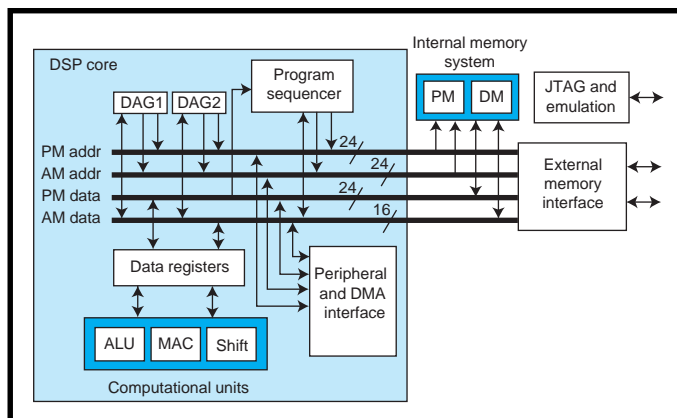 DSP core
Internal memory
system
Program
sequencer
PM
DM
JTAG and
emulation
DAG1
DAG2
PM addr
24
AM addr
24
PM data
24
AM data
16
External
memory
interface
Data registers
Peripheral
and DMA
interface
ALU
MAC
Shift
Computational units